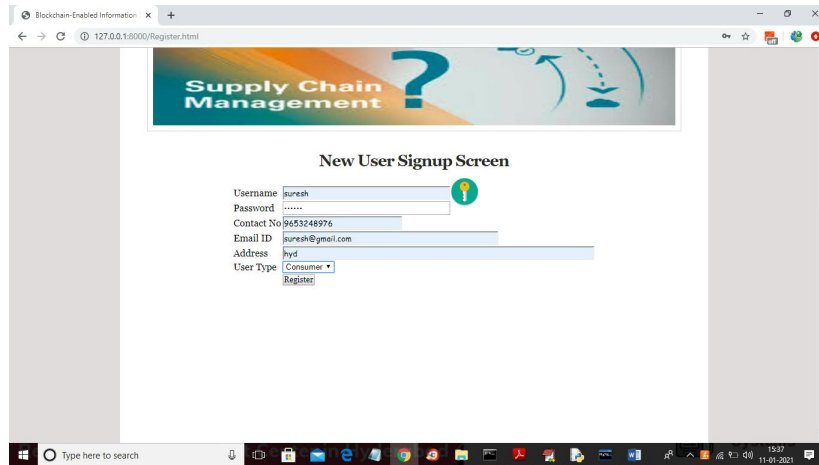 Blockchain-Enabled Information
127.0.0.1:8000/Register.html
off
Supply Chain
Management
?
New User Signup Screen
Username suresh
Password ······
Contact No 9653248976
Email ID suresh@gmail.com
Address hyd
User Type Consumer
Register
Type here to search
15:37
11-01-2021